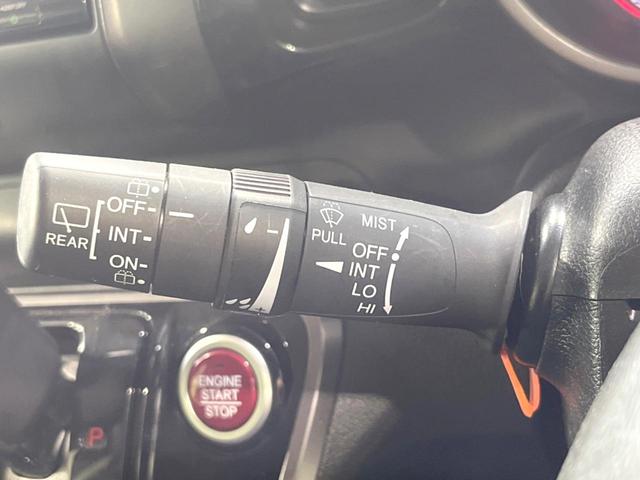 REAR
OFF
INT
ON
PULL
MIST
OFF
INT
LO
HI
ENGINE
START
STOP
P